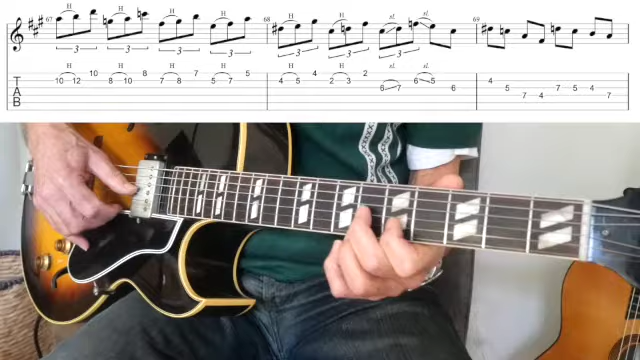 67 H H H H 68 H H sl. sl. 69
3 3 3 3 3 3 3
H H H H H H sl. sl.
T A B
10 12 10 8 10 8 7 8 7 5 7 5 4 5 4 2 3 2 6 7 6 5 6 4 5 7 4 7 5 4 7